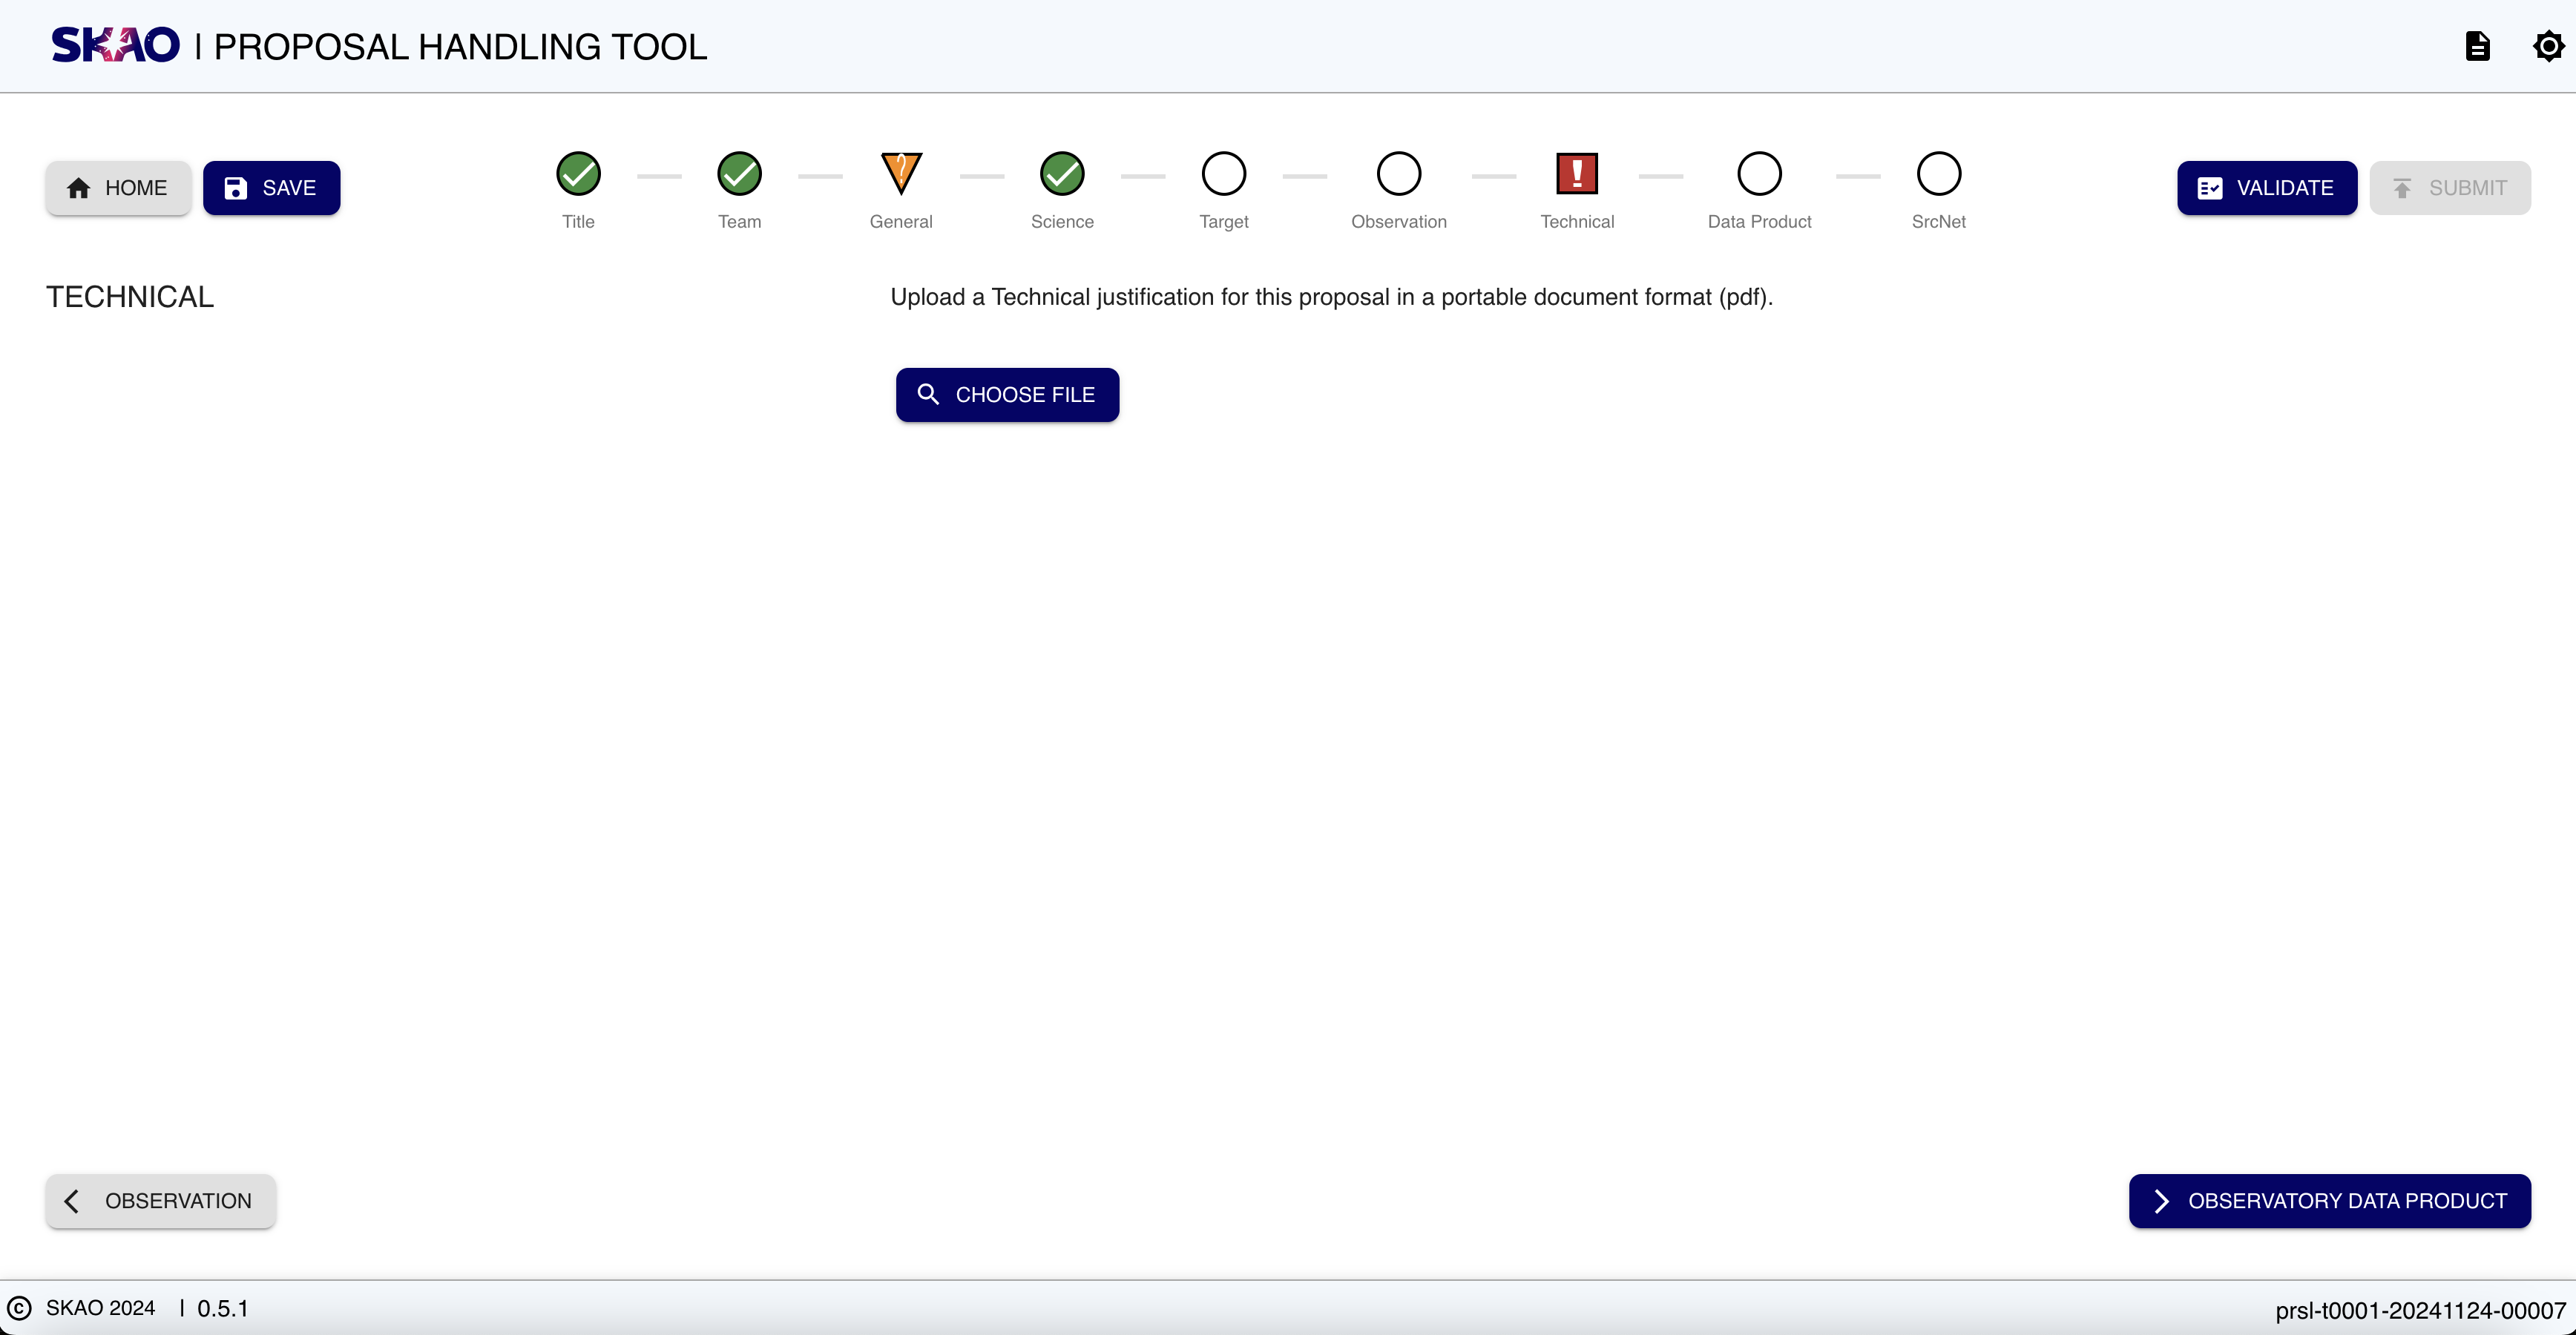 SKAO | PROPOSAL HANDLING TOOL
HOME
SAVE
Title
Team
General
Science
Target
Observation
Technical
Data Product
SrcNet
VALIDATE
SUBMIT
TECHNICAL
Upload a Technical justification for this proposal in a portable document format (pdf).
CHOOSE FILE
OBSERVATION
OBSERVATORY DATA PRODUCT
© SKAO 2024 | 0.5.1
prsl-t0001-20241124-00007